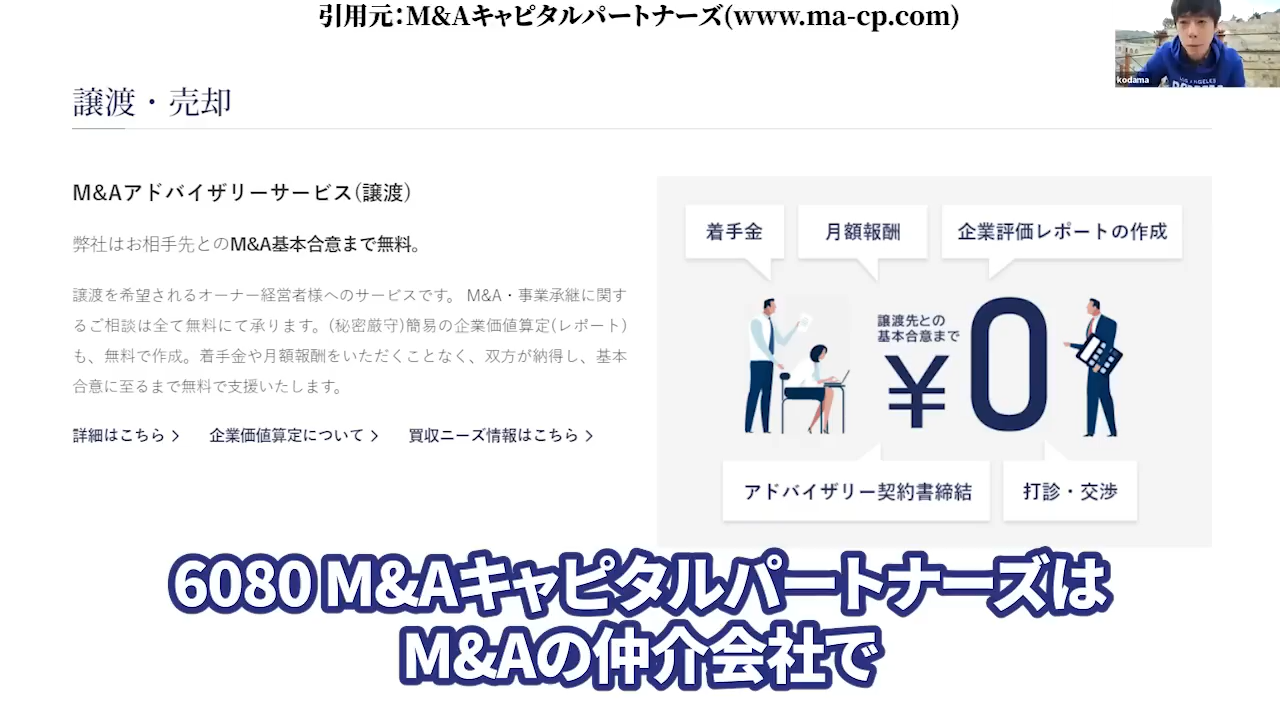 引用元：M&Aキャピタルパートナーズ(www.ma-cp.com)
kodama
LOS ANGELES
譲渡・売却
M&Aアドバイザリーサービス(譲渡)
弊社はお相手先とのM&A基本合意まで無料。
譲渡を希望されるオーナー経営者様へのサービスです。 M&A・事業承継に関す
るご相談は全て無料にて承ります。(秘密厳守)簡易の企業価値算定(レポート)
も、無料で作成。着手金や月額報酬をいただくことなく、双方が納得し、基本
合意に至るまで無料で支援いたします。
詳細はこちら
企業価値算定について
買収ニーズ情報はこちら
着手金
月額報酬
企業評価レポートの作成
譲渡先との
基本合意まで
¥0
アドバイザリー契約書締結
打診・交渉
6080 M&Aキャピタルパートナーズは
M&Aの仲介会社で